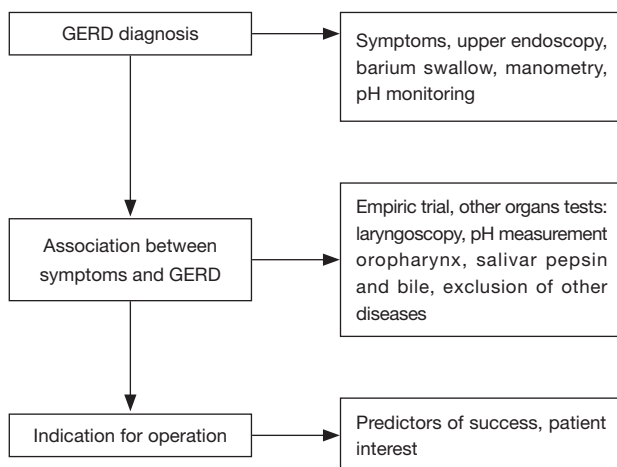 GERD diagnosis
Symptoms, upper endoscopy,
barium swallow, manometry,
pH monitoring
Association between
symptoms and GERD
Empiric trial, other organs tests:
laryngoscopy, pH measurement
oropharynx, salivar pepsin
and bile, exclusion of other
diseases
Indication for operation
Predictors of success, patient
interest